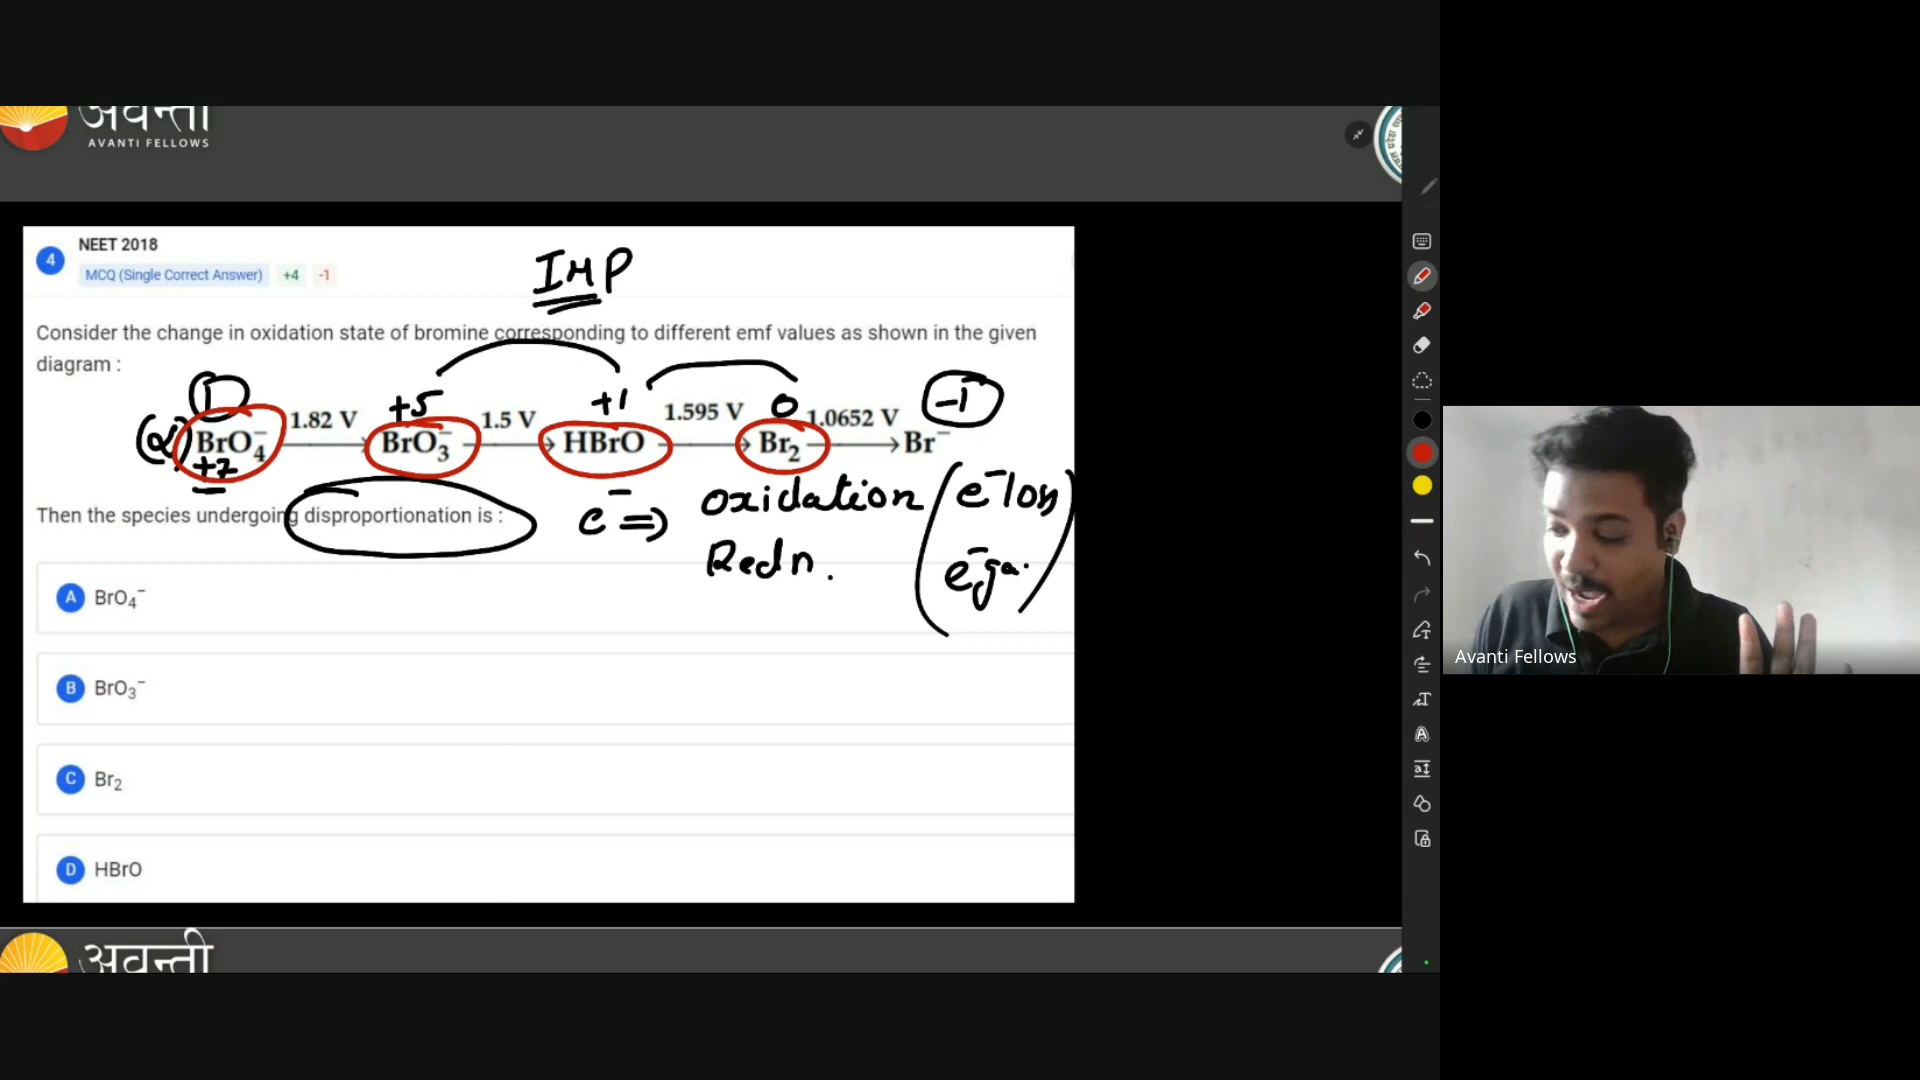 अवन्ती
AVANTI FELLOWS
4
NEET 2018
MCQ (Single Correct Answer) +4 -1
IMP
Consider the change in oxidation state of bromine corresponding to different emf values as shown in the given
diagram :
+5 +1 0 -1
1.82 V 1.5 V 1.595 V 1.0652 V
BrO₄⁻ BrO₃⁻ HBrO Br₂ Br⁻
+7
oxidation (e⁻ loss
Then the species undergoing disproportionation is : e⁻ ⇒
Redn. e⁻ ga.)
A BrO₄⁻
B BrO₃⁻
C Br₂
D HBrO
अवन्ती
Avanti Fellows